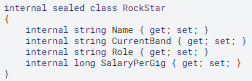 internal sealed class RockStar
{
    internal string Name { get; set; }
    internal string CurrentBand { get; set; }
    internal string Role { get; set; }
    internal long SalaryPerGig { get; set; }
}